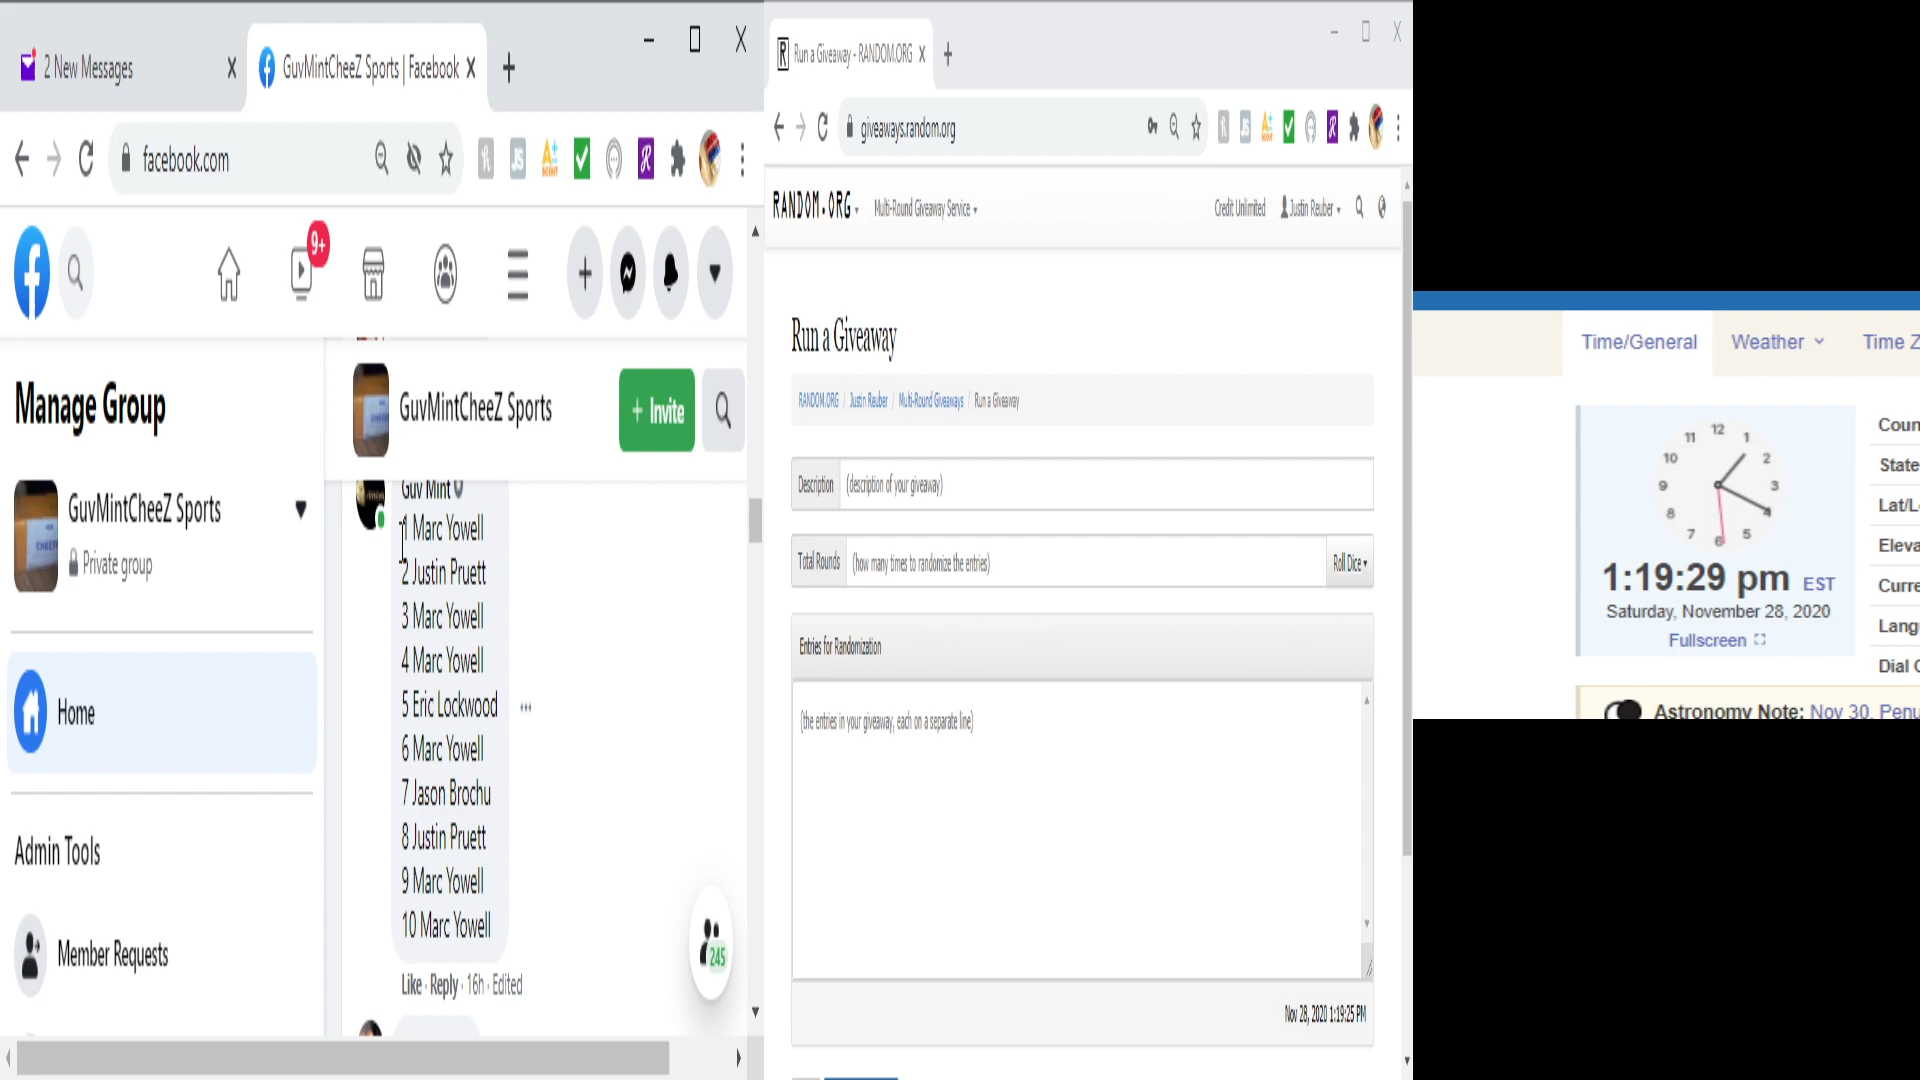 2 New Messages
GuvMintCheeZ Sports | Facebook
facebook.com
9+
Manage Group
GuvMintCheeZ Sports
Private group
Home
Admin Tools
Member Requests
GuvMintCheeZ Sports
+ Invite
Guv Mint
1 Marc Yowell
2 Justin Pruett
3 Marc Yowell
4 Marc Yowell
5 Eric Lockwood
6 Marc Yowell
7 Jason Brochu
8 Justin Pruett
9 Marc Yowell
10 Marc Yowell
Like · Reply · 16h · Edited
245
Run a Giveaway - RANDOM.ORG
giveaways.random.org
RANDOM.ORG
Multi-Round Giveaway Service
Credit Unlimited
Justin Reuber
Run a Giveaway
RANDOM.ORG / Justin Reuber / Multi-Round Giveaways / Run a Giveaway
Description (description of your giveaway)
Total Rounds (how many times to randomize the entries) Roll Dice
Entries for Randomization
(the entries in your giveaway, each on a separate line)
Nov 28, 2020 1:19:25 PM
Time/General
Weather
Time Z
12
1
2
3
4
5
6
7
8
9
10
11
1:19:29 pm EST
Saturday, November 28, 2020
Fullscreen
Coun
State
Lat/L
Eleva
Curre
Lang
Dial C
Astronomy Note: Nov 30, Penu